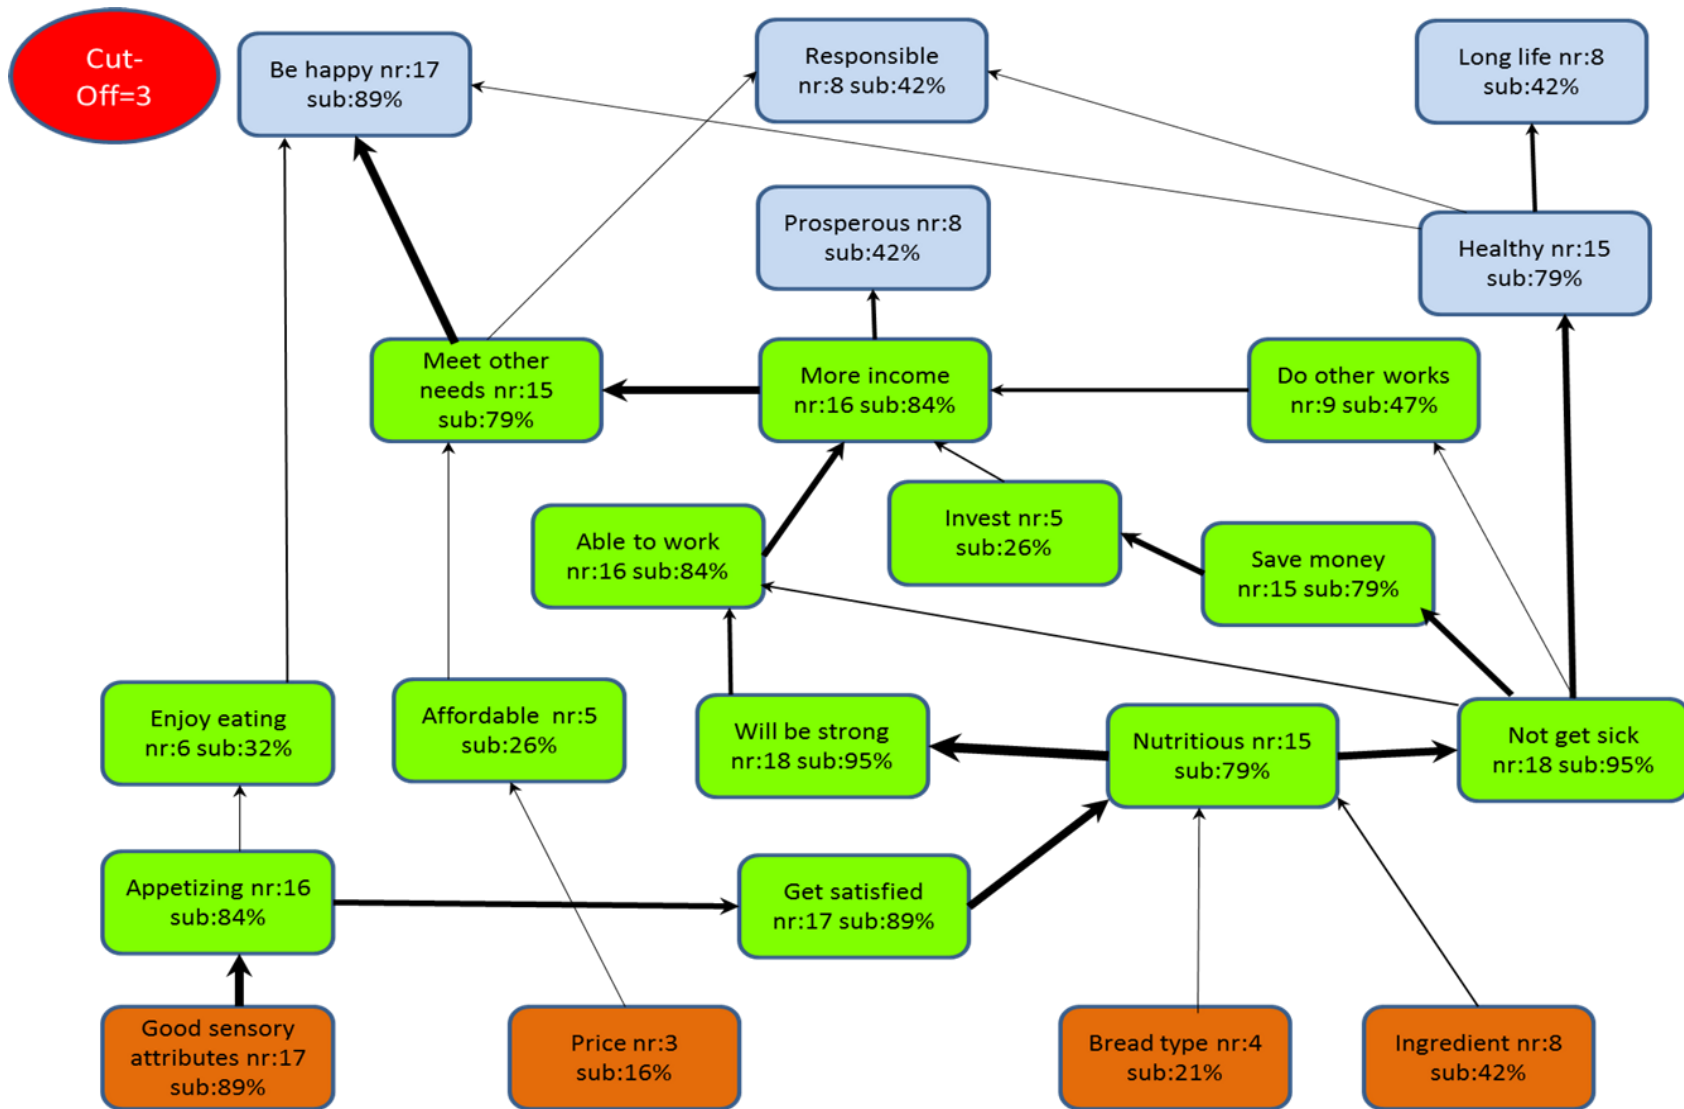 Cut-
Off=3
Be happy nr:17
sub:89%
Responsible
nr:8 sub:42%
Long life nr:8
sub:42%
Prosperous nr:8
sub:42%
Healthy nr:15
sub:79%
Meet other
needs nr:15
sub:79%
More income
nr:16 sub:84%
Do other works
nr:9 sub:47%
Able to work
nr:16 sub:84%
Invest nr:5
sub:26%
Save money
nr:15 sub:79%
Enjoy eating
nr:6 sub:32%
Affordable nr:5
sub:26%
Will be strong
nr:18 sub:95%
Nutritious nr:15
sub:79%
Not get sick
nr:18 sub:95%
Appetizing nr:16
sub:84%
Get satisfied
nr:17 sub:89%
Good sensory
attributes nr:17
sub:89%
Price nr:3
sub:16%
Bread type nr:4
sub:21%
Ingredient nr:8
sub:42%